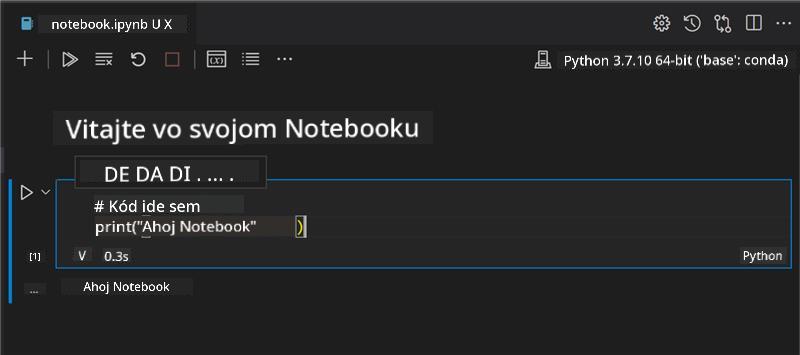 notebook.ipynb U X
Python 3.7.10 64-bit ('base': conda)
Vitajte vo svojom Notebooku
DE DA DI . ... .
# Kód ide sem
print("Ahoj Notebook" )
[1] V 0.3s Python
... Ahoj Notebook